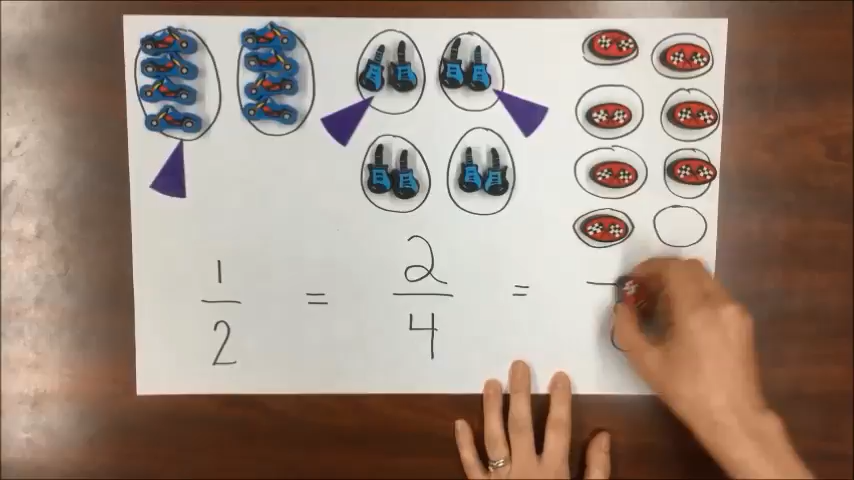 1/2 = 2/4 =